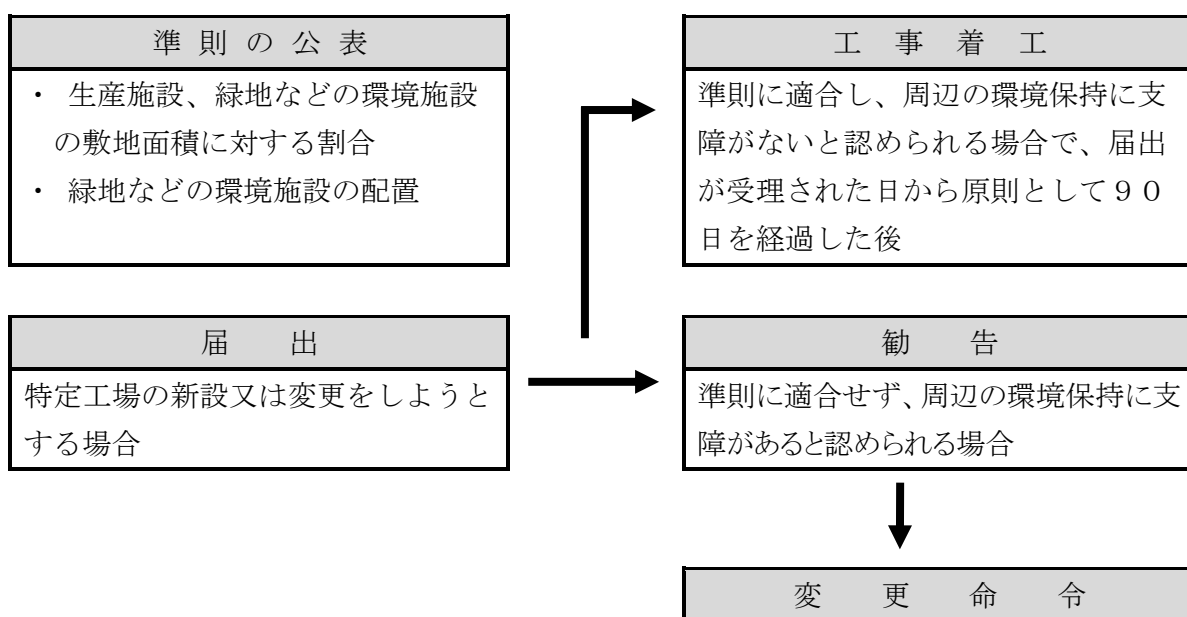 準則の公表
・ 生産施設、緑地などの環境施設
の敷地面積に対する割合
・ 緑地などの環境施設の配置
工事着工
準則に適合し、周辺の環境保持に支
障がないと認められる場合で、届出
が受理された日から原則として９０
日を経過した後
届出
特定工場の新設又は変更をしようと
する場合
勧告
準則に適合せず、周辺の環境保持に支
障があると認められる場合
変更命令